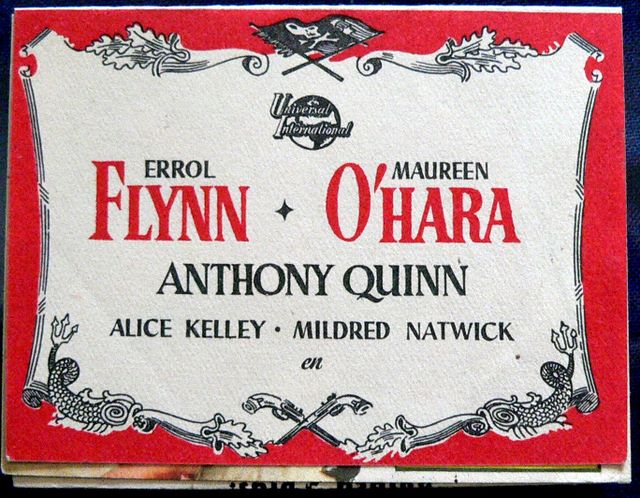 Universal
International
ERROL MAUREEN
FLYNN O'HARA
ANTHONY QUINN
ALICE KELLEY • MILDRED NATWICK
en